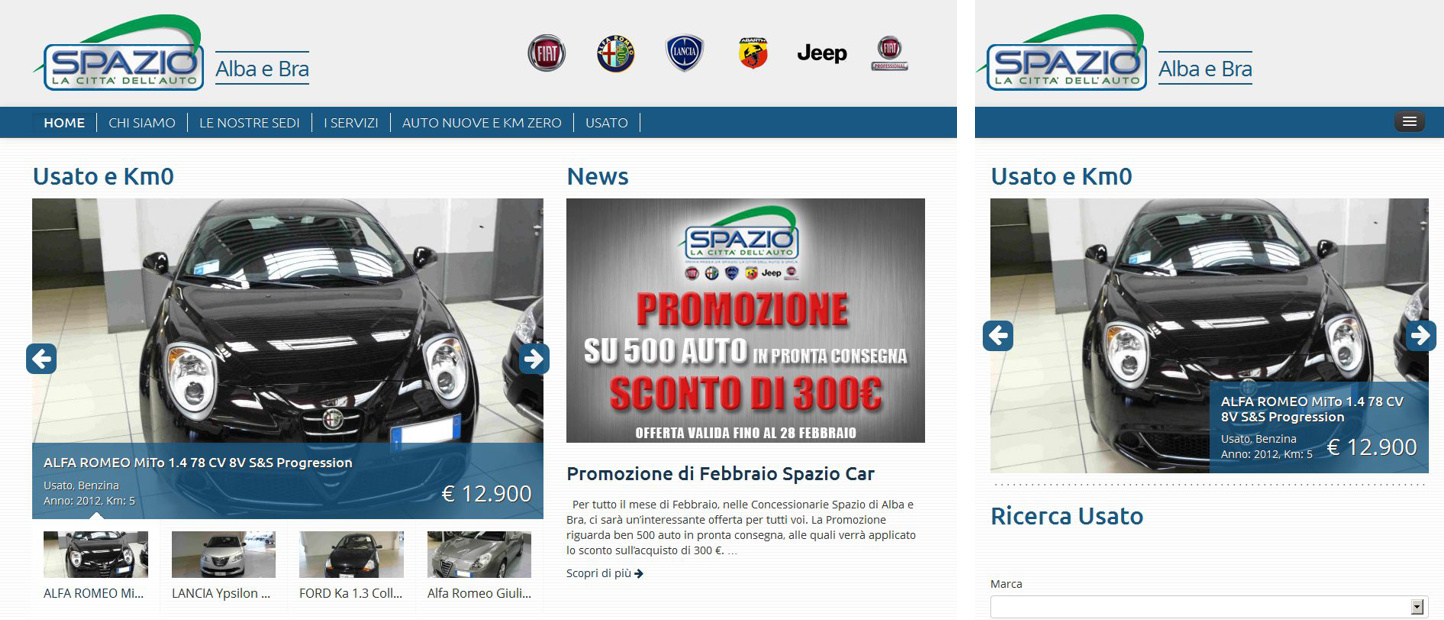 SPAZIO
LA CITTA' DELL'AUTO
Alba e Bra
FIAT
ALFA ROMEO
LANCIA
ABARTH
Jeep
FIAT
PROFESSIONAL
HOME
CHI SIAMO
LE NOSTRE SEDI
I SERVIZI
AUTO NUOVE E KM ZERO
USATO
Usato e Km0
ALFA ROMEO MiTo 1.4 78 CV 8V S&S Progression
Usato, Benzina
Anno: 2012, Km: 5
€ 12.900
ALFA ROMEO Mi...
LANCIA Ypsilon ...
FORD Ka 1.3 Coll...
Alfa Romeo Giuli...
News
SPAZIO
LA CITTA' DELL'AUTO
Jeep
PROMOZIONE
SU 500 AUTO IN PRONTA CONSEGNA
SCONTO DI 300€
OFFERTA VALIDA FINO AL 28 FEBBRAIO
Promozione di Febbraio Spazio Car
Per tutto il mese di Febbraio, nelle Concessionarie Spazio di Alba e
Bra, ci sarà un'interessante offerta per tutti voi. La Promozione
riguarda ben 500 auto in pronta consegna, alle quali verrà applicato
lo sconto sull'acquisto di 300 €. ...
Scopri di più
SPAZIO
LA CITTA' DELL'AUTO
Alba e Bra
Usato e Km0
ALFA ROMEO MiTo 1.4 78 CV
8V S&S Progression
Usato, Benzina
Anno: 2012, Km: 5
€ 12.900
Ricerca Usato
Marca